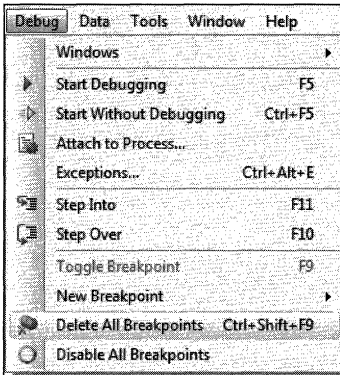 Debug Data Tools Window Help
Windows
Start Debugging F5
Start Without Debugging Ctrl+F5
Attach to Process...
Exceptions... Ctrl+Alt+E
Step Into F11
Step Over F10
Toggle Breakpoint F9
New Breakpoint
Delete All Breakpoints Ctrl+Shift+F9
Disable All Breakpoints